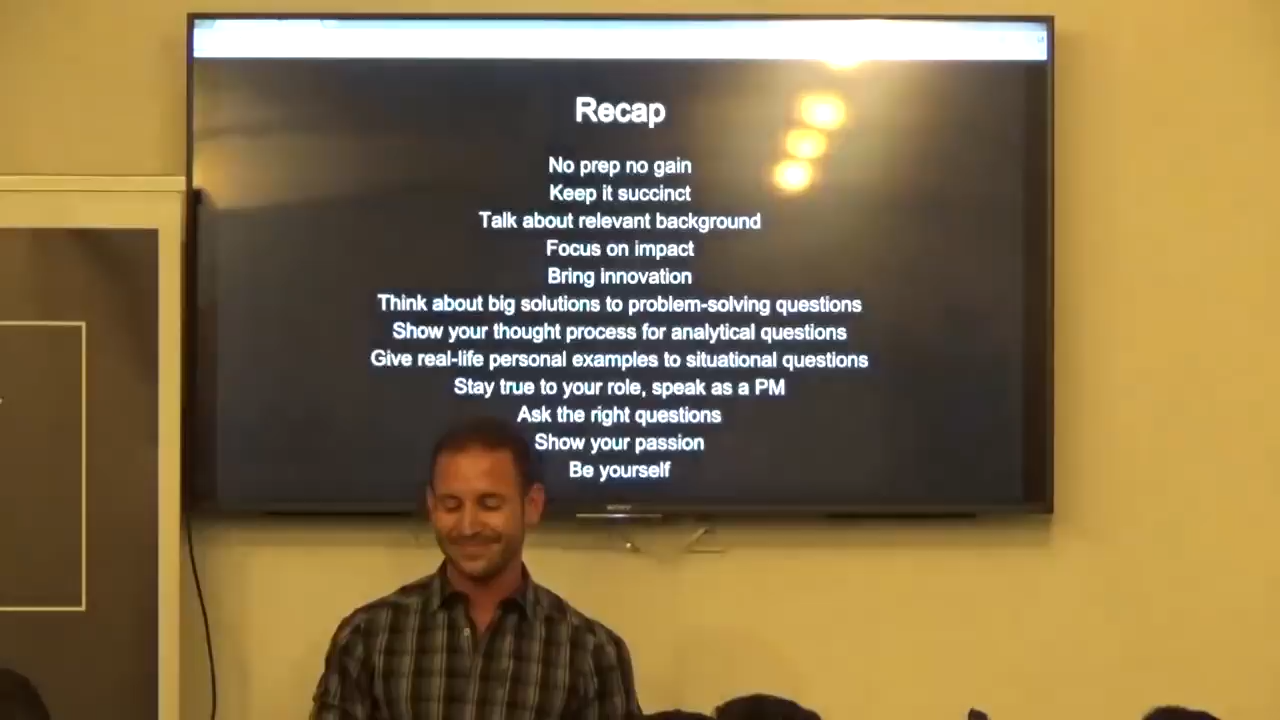 Recap
No prep no gain
Keep it succinct
Talk about relevant background
Focus on impact
Bring innovation
Think about big solutions to problem-solving questions
Show your thought process for analytical questions
Give real-life personal examples to situational questions
Stay true to your role, speak as a PM
Ask the right questions
Show your passion
Be yourself
SONY